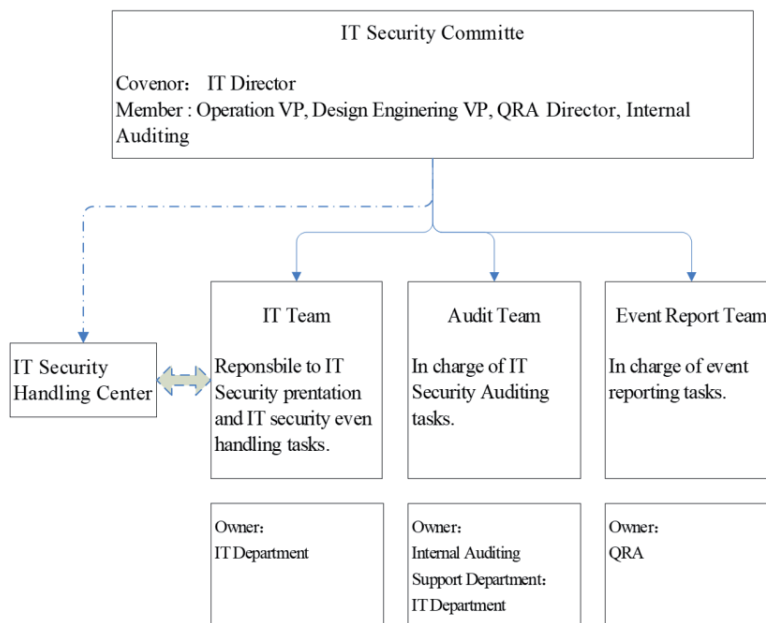 IT Security Committe
Covenor： IT Director
Member : Operation VP, Design Enginering VP, QRA Director, Internal
Auditing
IT Security
Handling Center
IT Team
Reponsbile to IT
Security prentation
and IT security even
handling tasks.
Audit Team
In charge of IT
Security Auditing
tasks.
Event Report Team
In charge of event
reporting tasks.
Owner：
IT Department
Owner：
Internal Auditing
Support Department：
IT Department
Owner：
QRA